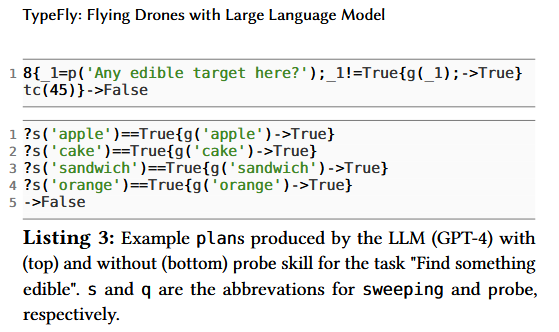 TypeFly: Flying Drones with Large Language Model
1 8{_1=p('Any edible target here?');_1!=True{g(_1);->True}
tc(45)}->False
1 ?s('apple')==True{g('apple')->True}
2 ?s('cake')==True{g('cake')->True}
3 ?s('sandwich')==True{g('sandwich')->True}
4 ?s('orange')==True{g('orange')->True}
5 ->False
Listing 3: Example plans produced by the LLM (GPT-4) with
(top) and without (bottom) probe skill for the task "Find something
edible". s and q are the abbrevations for sweeping and probe,
respectively.